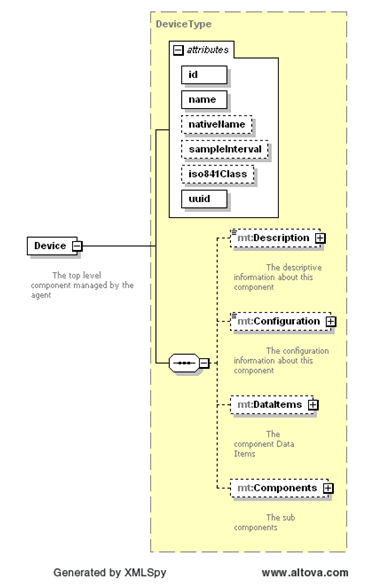 DeviceType
attributes
id
name
nativeName
sampleInterval
iso841Class
uuid
Device
The top level
component managed by the
agent
mt:Description
The descriptive
information about this
component
mt:Configuration
The configuration
information about this
component
mt:DataItems
The
component Data
Items
mt:Components
The sub
components
Generated by XMLSpy
www.altova.com